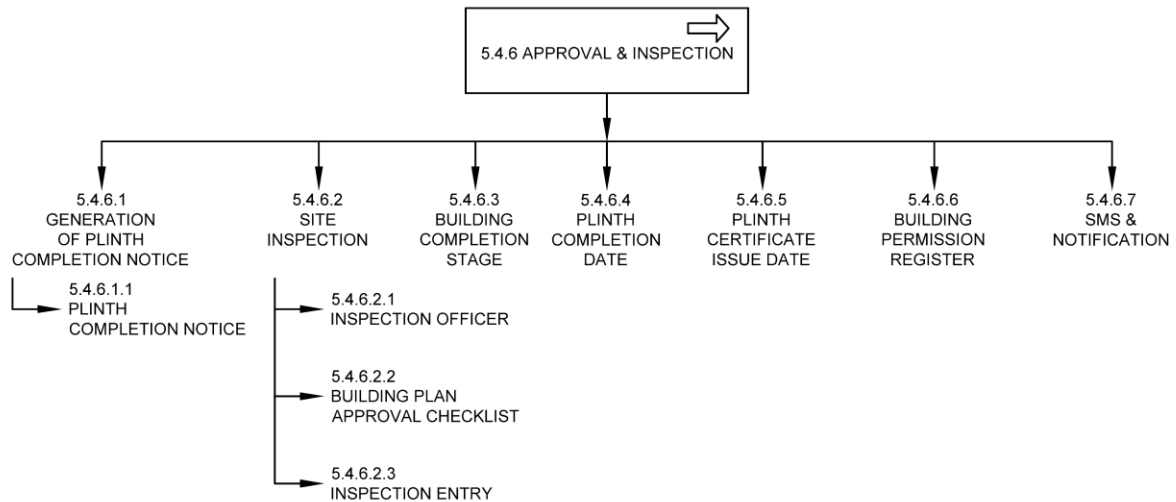 5.4.6 APPROVAL & INSPECTION
5.4.6.1
GENERATION
OF PLINTH
COMPLETION NOTICE
5.4.6.1.1
PLINTH
COMPLETION NOTICE
5.4.6.2
SITE
INSPECTION
5.4.6.2.1
INSPECTION OFFICER
5.4.6.2.2
BUILDING PLAN
APPROVAL CHECKLIST
5.4.6.2.3
INSPECTION ENTRY
5.4.6.3
BUILDING
COMPLETION
STAGE
5.4.6.4
PLINTH
COMPLETION
DATE
5.4.6.5
PLINTH
CERTIFICATE
ISSUE DATE
5.4.6.6
BUILDING
PERMISSION
REGISTER
5.4.6.7
SMS &
NOTIFICATION